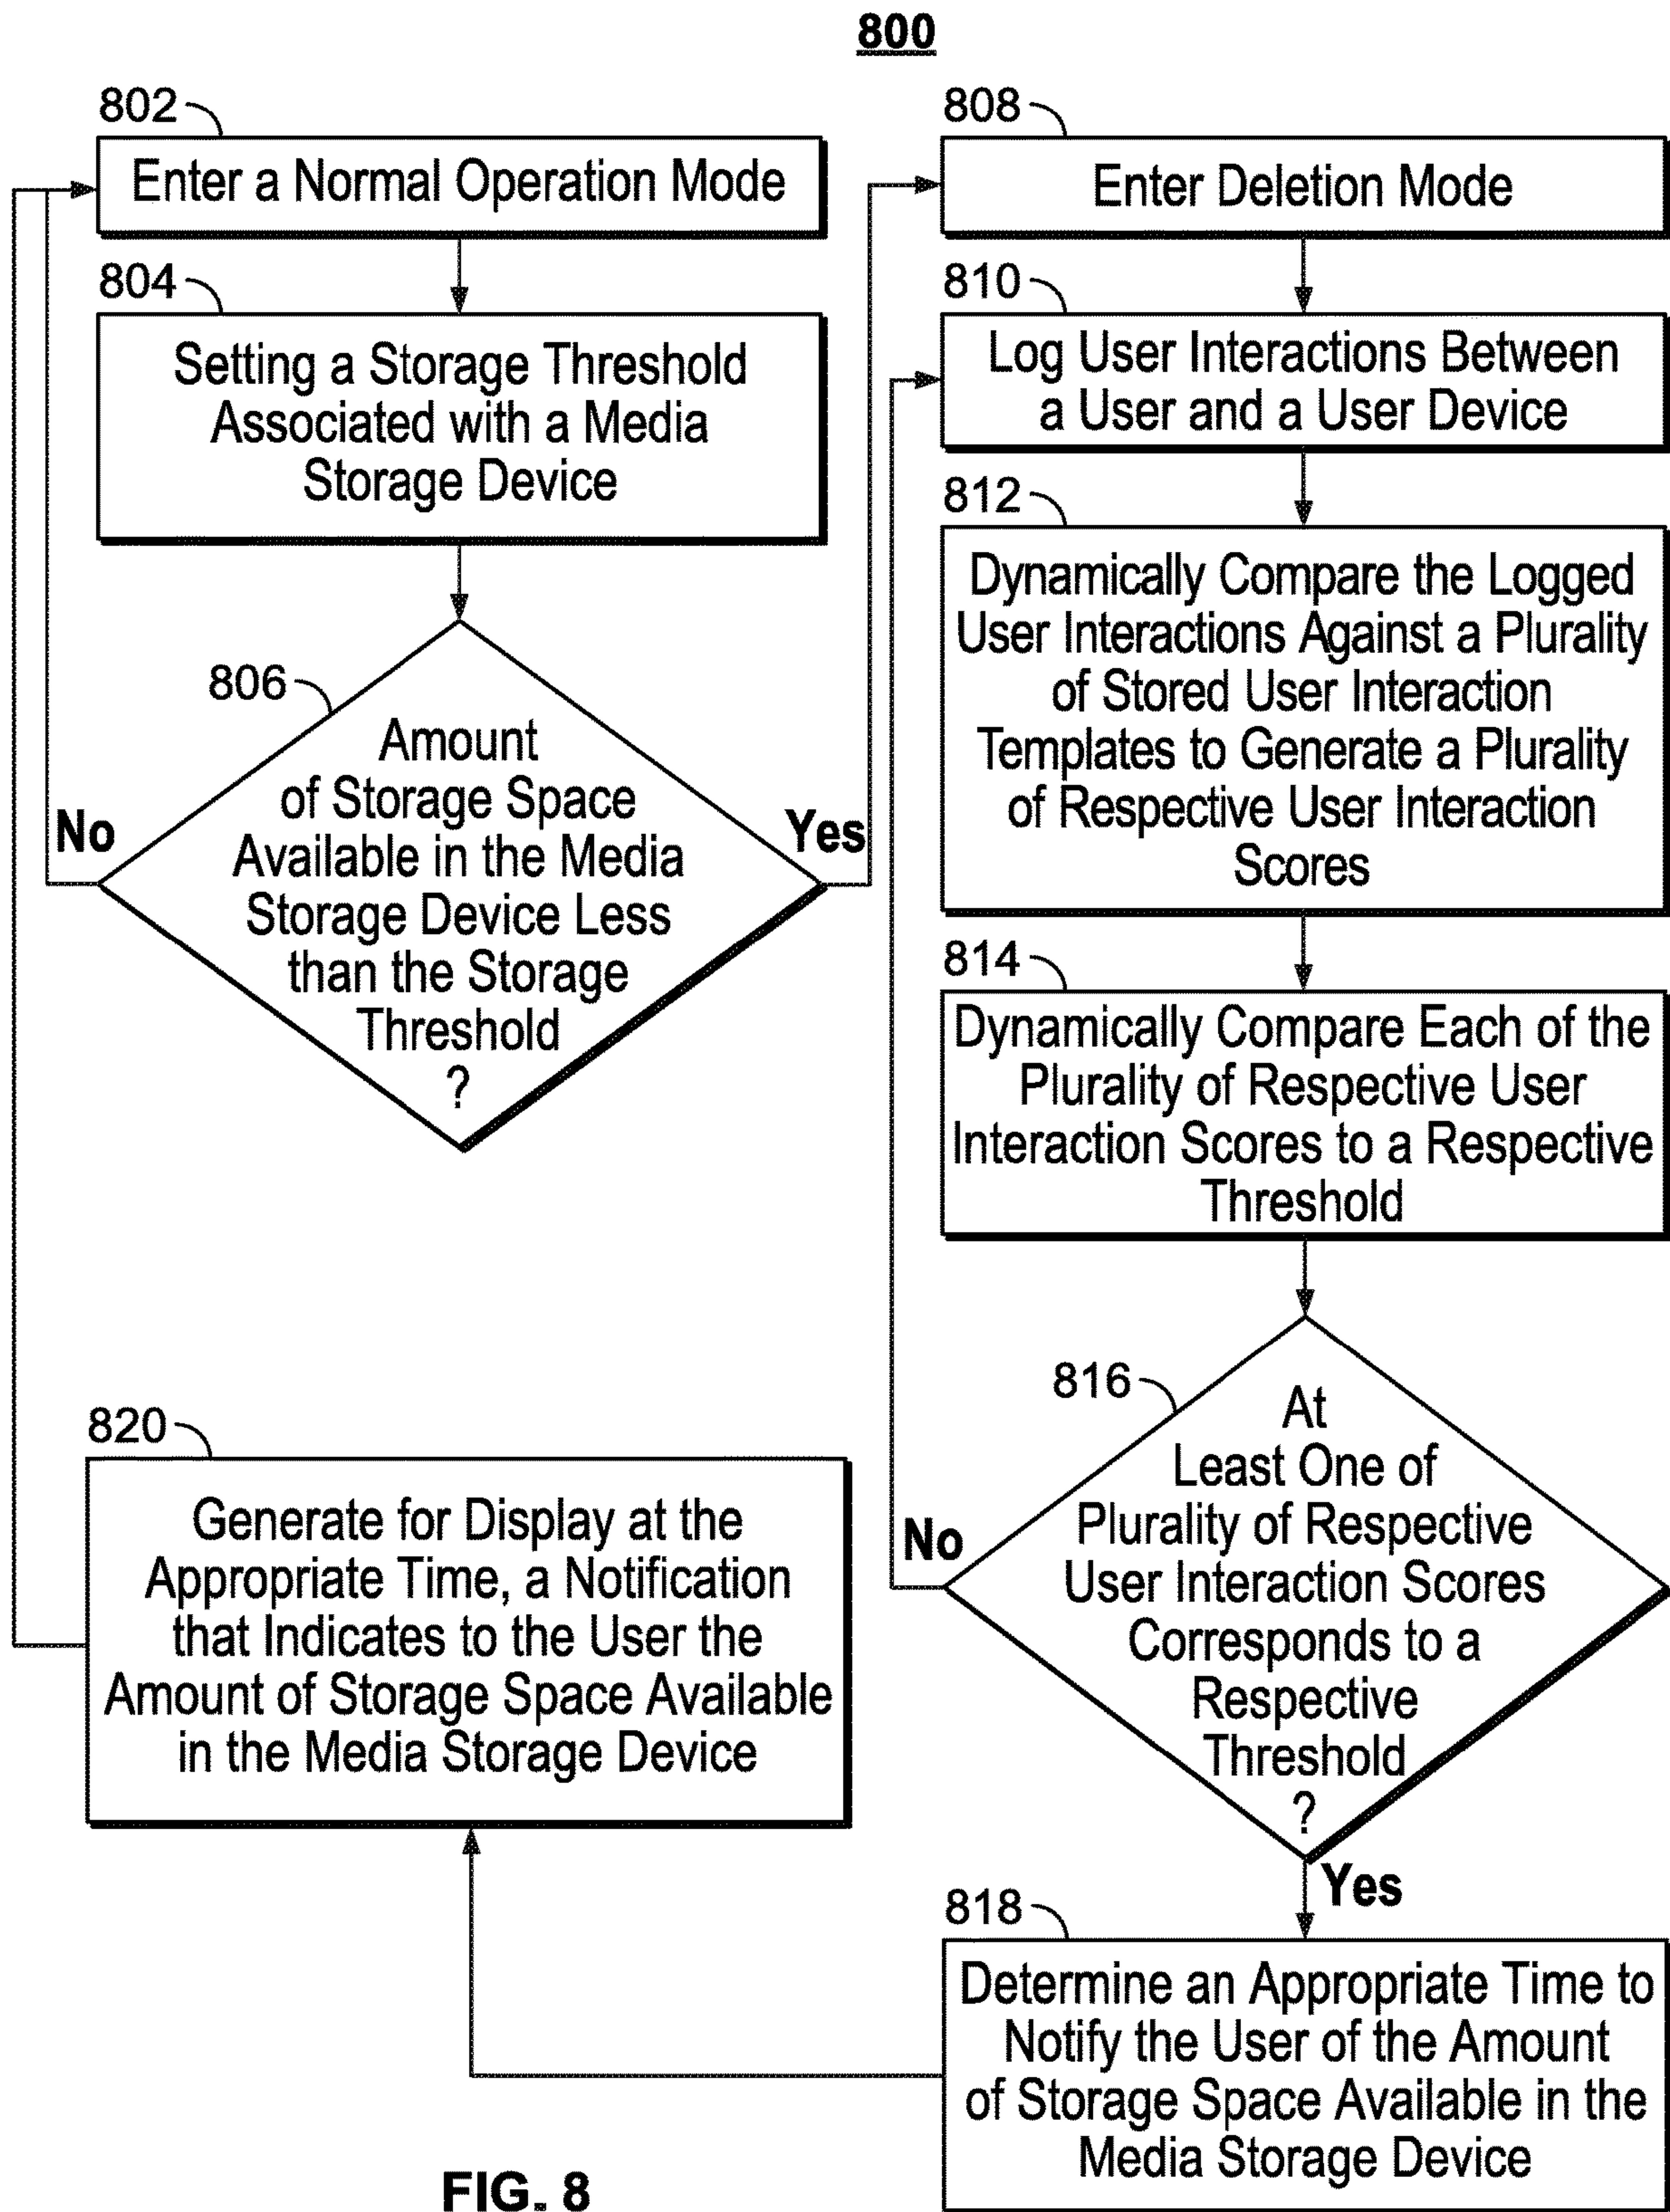 800
802
Enter a Normal Operation Mode
804
Setting a Storage Threshold
Associated with a Media
Storage Device
806
Amount
of Storage Space
Available in the Media
Storage Device Less
than the Storage
Threshold
?
No
Yes
808
Enter Deletion Mode
810
Log User Interactions Between
a User and a User Device
812
Dynamically Compare the Logged
User Interactions Against a Plurality
of Stored User Interaction
Templates to Generate a Plurality
of Respective User Interaction
Scores
814
Dynamically Compare Each of the
Plurality of Respective User
Interaction Scores to a Respective
Threshold
816
At
Least One of
Plurality of Respective
User Interaction Scores
Corresponds to a
Respective
Threshold
?
No
Yes
818
Determine an Appropriate Time to
Notify the User of the Amount
of Storage Space Available in the
Media Storage Device
820
Generate for Display at the
Appropriate Time, a Notification
that Indicates to the User the
Amount of Storage Space Available
in the Media Storage Device
FIG. 8